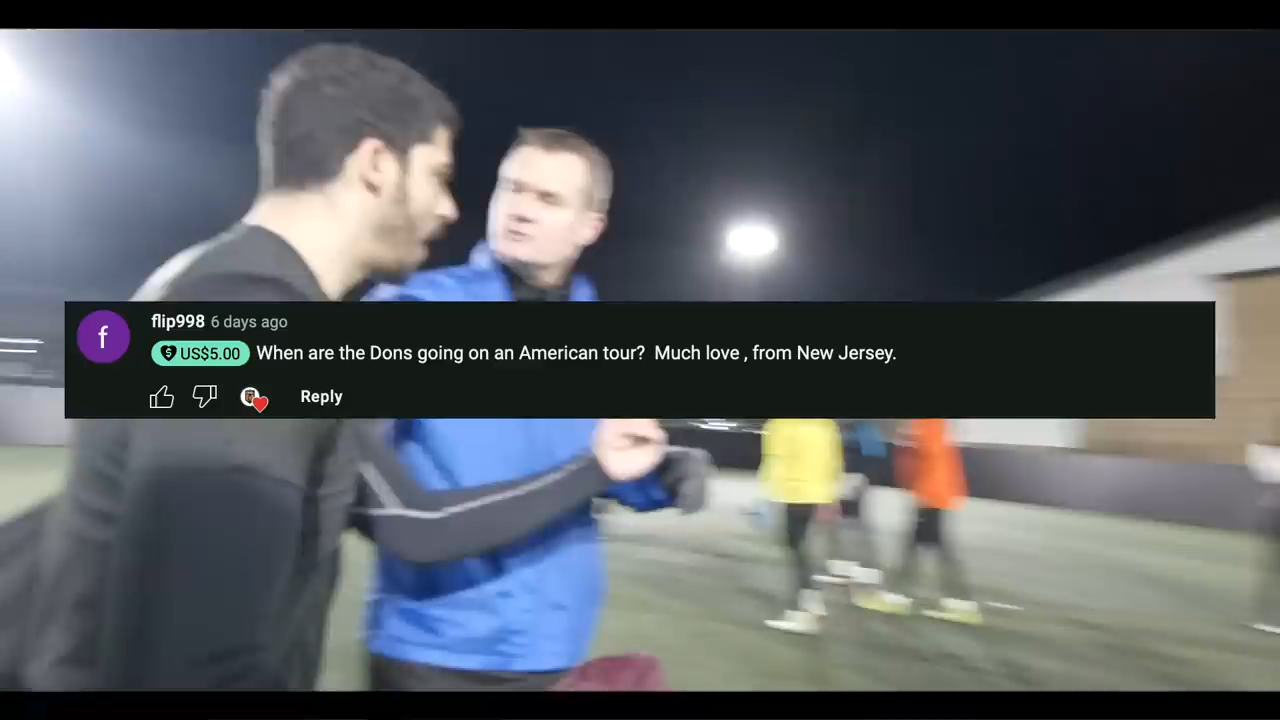 f
flip998 6 days ago
US$5.00 When are the Dons going on an American tour?  Much love , from New Jersey.
Reply